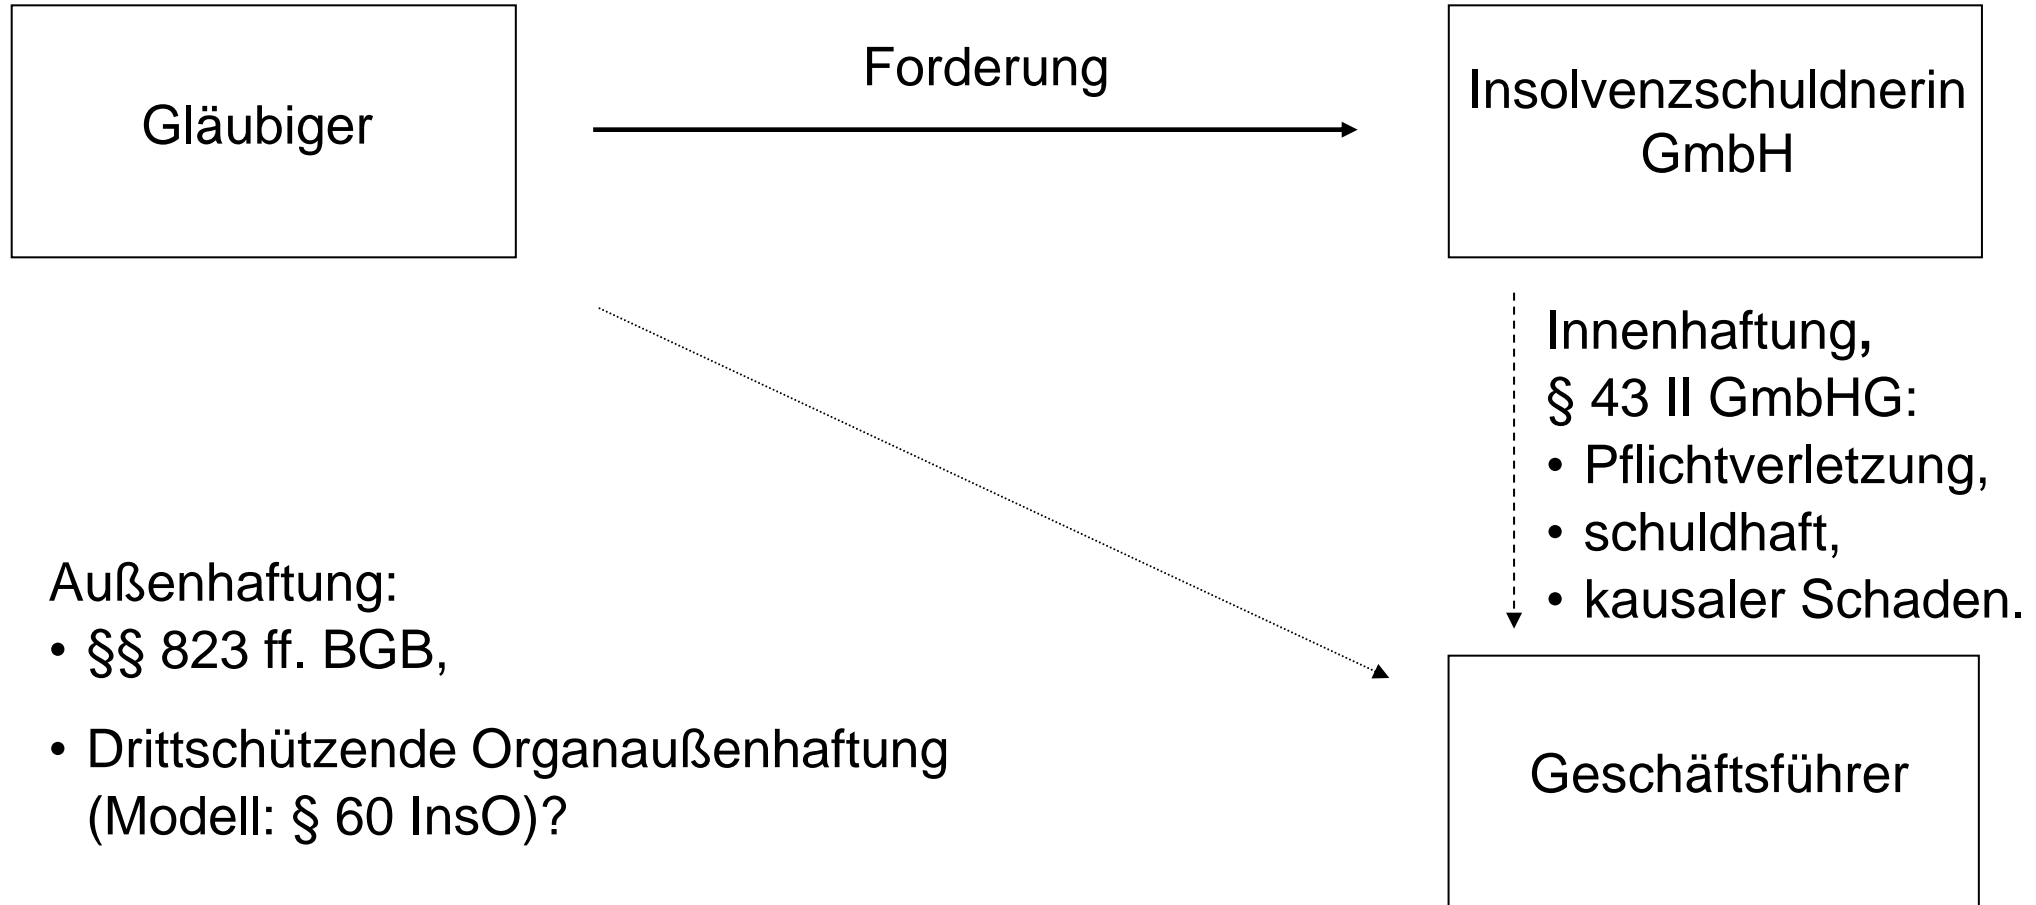 Gläubiger
Forderung
Insolvenzschuldnerin
GmbH
Innenhaftung,
§ 43 II GmbHG:
• Pflichtverletzung,
• schuldhaft,
• kausaler Schaden.
Außenhaftung:
• §§ 823 ff. BGB,
• Drittschützende Organaußenhaftung
(Modell: § 60 InsO)?
Geschäftsführer